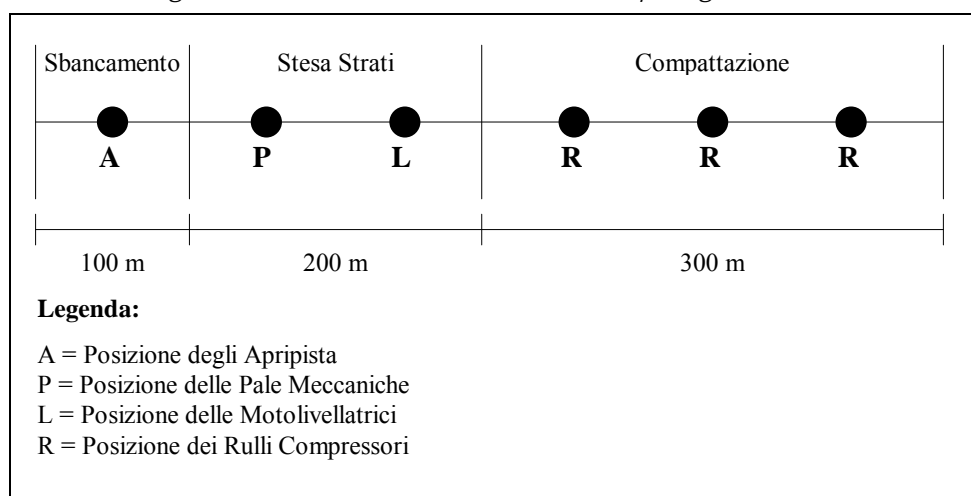 Sbancamento Stesa Strati Compattazione
A P L R R R
100 m 200 m 300 m
Legenda:
A = Posizione degli Apripista
P = Posizione delle Pale Meccaniche
L = Posizione delle Motolivellatrici
R = Posizione dei Rulli Compressori